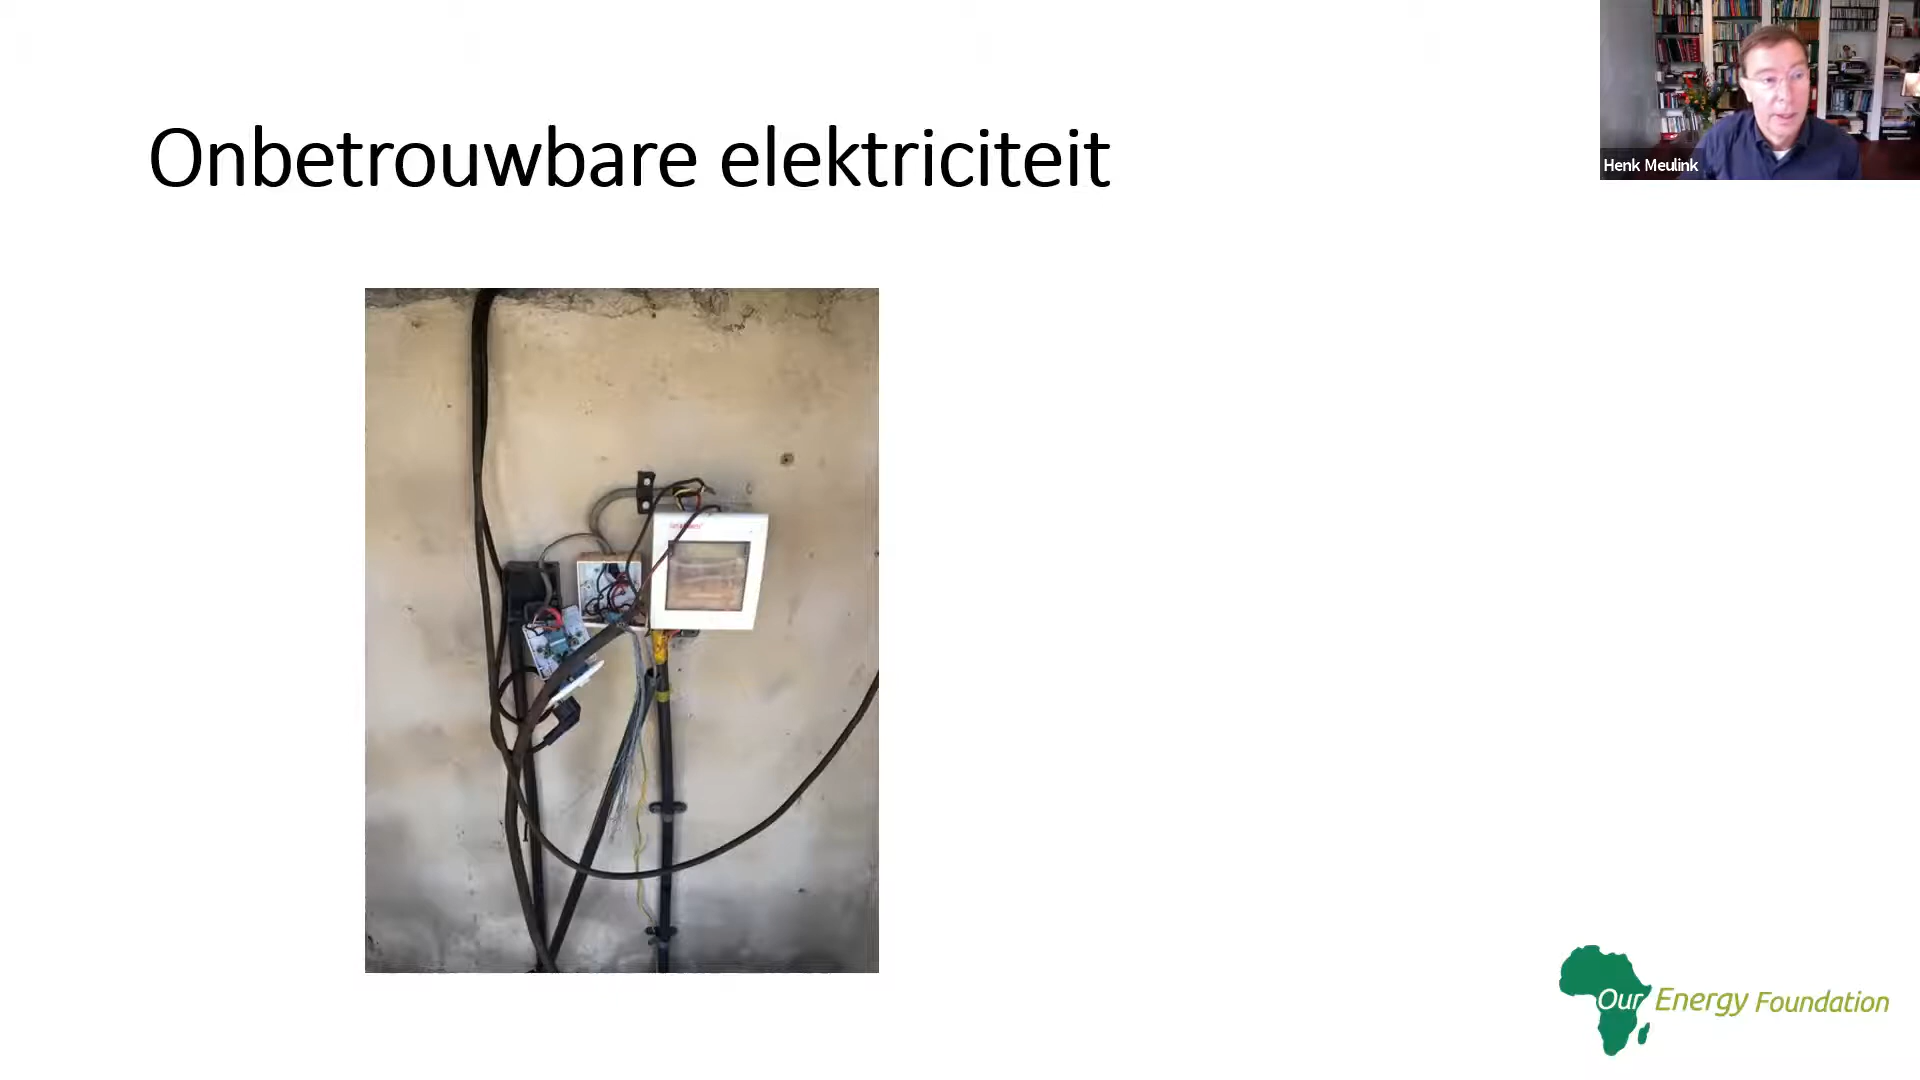 Onbetrouwbare elektriciteit
Henk Meulink
Our Energy Foundation